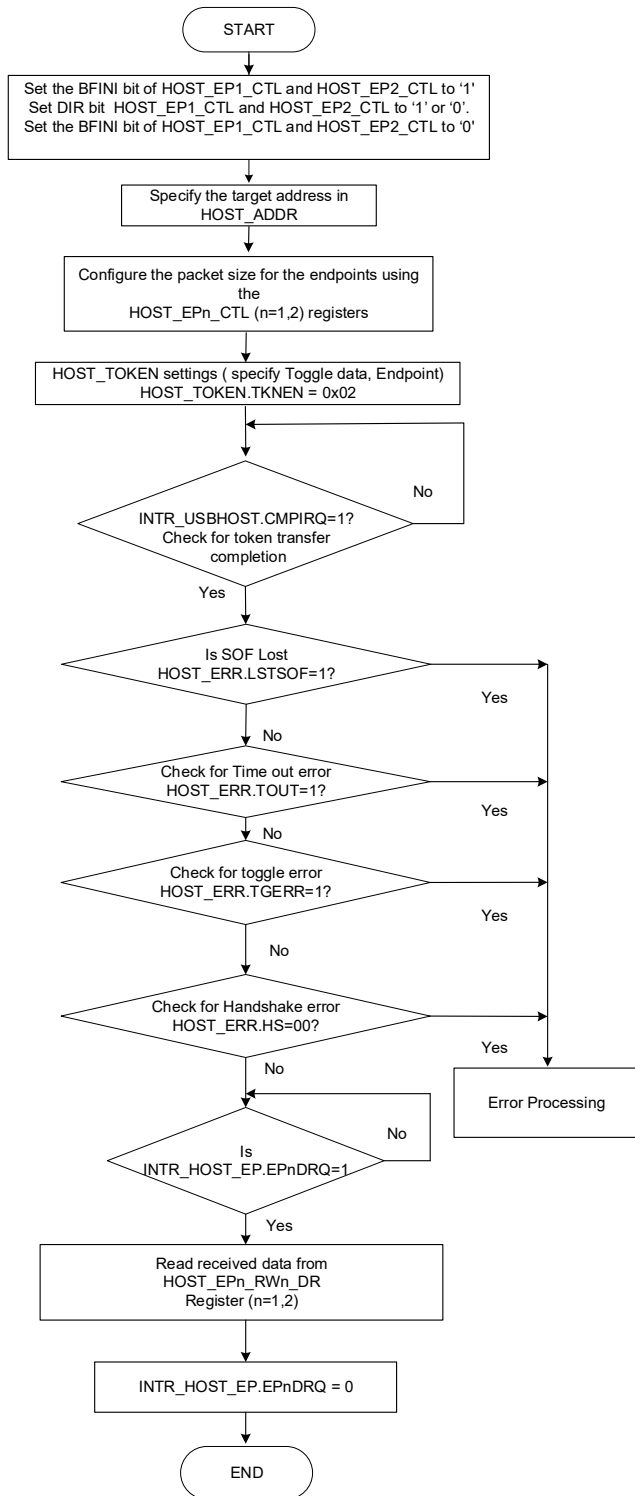 START
Set the BFINI bit of HOST_EP1_CTL and HOST_EP2_CTL to ‘1’
Set DIR bit HOST_EP1_CTL and HOST_EP2_CTL to ‘1’ or ‘0’.
Set the BFINI bit of HOST_EP1_CTL and HOST_EP2_CTL to ‘0’
Specify the target address in
HOST_ADDR
Configure the packet size for the endpoints using
the
HOST_EPn_CTL (n=1,2) registers
HOST_TOKEN settings ( specify Toggle data, Endpoint)
HOST_TOKEN.TKNEN = 0x02
No
INTR_USBHOST.CMPIRQ=1?
Check for token transfer
completion
Yes
Is SOF Lost
HOST_ERR.LSTSOF=1?
Yes
No
Check for Time out error
HOST_ERR.TOUT=1?
Yes
No
Check for toggle error
HOST_ERR.TGERR=1?
Yes
No
Check for Handshake error
HOST_ERR.HS=00?
Yes
No
Error Processing
No
Is
INTR_HOST_EP.EPnDRQ=1
Yes
Read received data from
HOST_EPn_RWn_DR
Register (n=1,2)
INTR_HOST_EP.EPnDRQ = 0
END